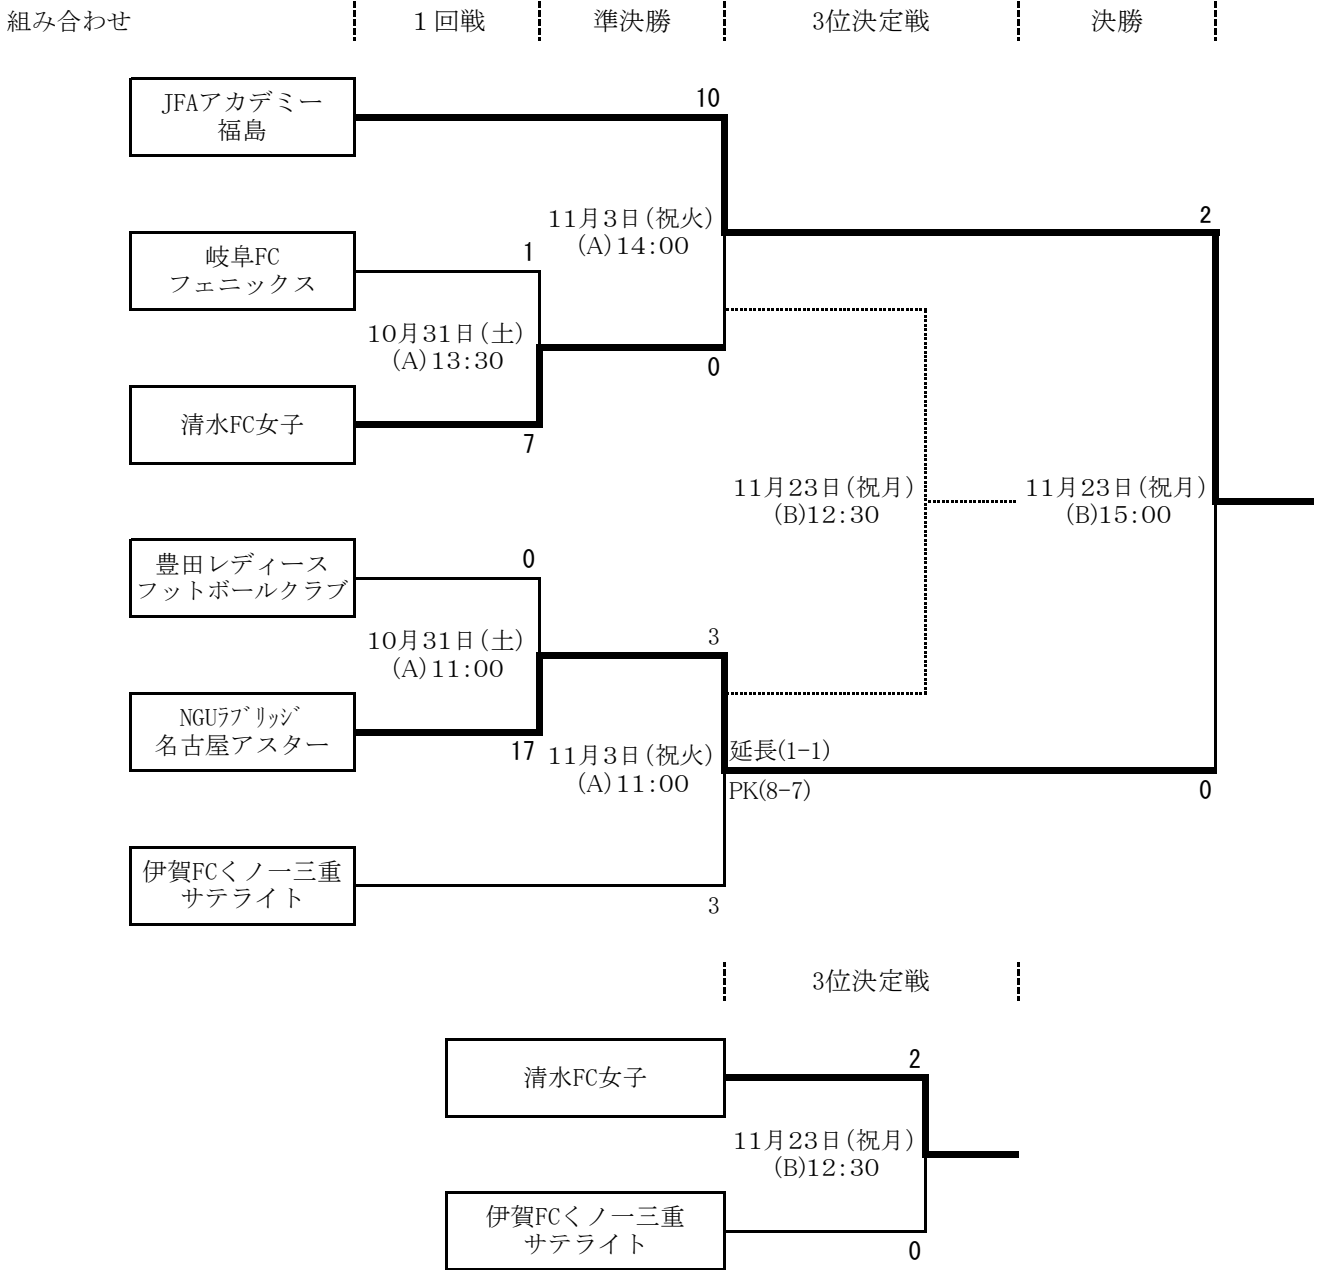 組み合わせ
１回戦
準決勝
3位決定戦
決勝
JFAアカデミー
福島
10
11月3日(祝火)
(A)14:00
2
岐阜FC
フェニックス
1
10月31日(土)
(A)13:30
0
清水FC女子
7
11月23日(祝月)
(B)12:30
11月23日(祝月)
(B)15:00
豊田レディース
フットボールクラブ
0
10月31日(土)
(A)11:00
3
NGUﾗﾌﾞﾘｯｼﾞ
名古屋アスター
17
11月3日(祝火)
(A)11:00
延長(1-1)
PK(8-7)
0
伊賀FCくノ一三重
サテライト
3
3位決定戦
清水FC女子
2
11月23日(祝月)
(B)12:30
伊賀FCくノ一三重
サテライト
0